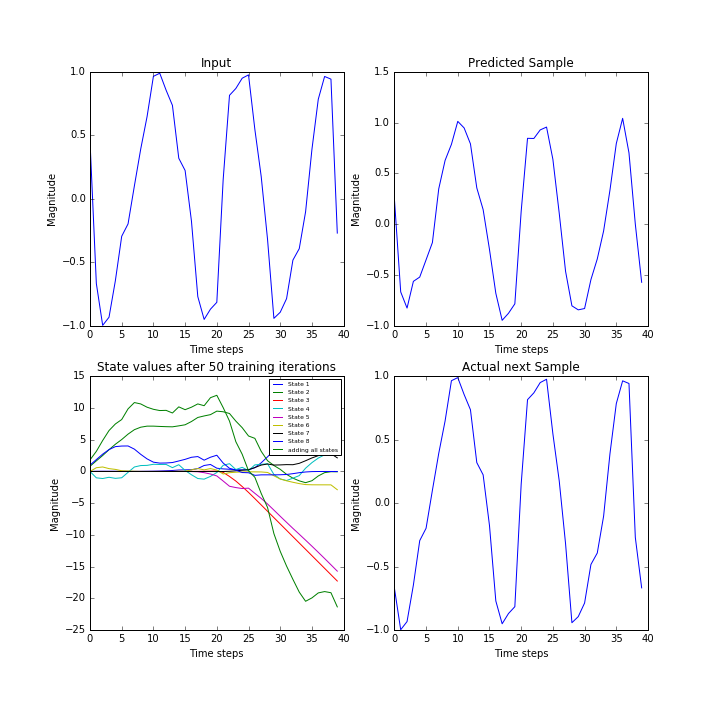 Input
Magnitude
1.0
0.5
0.0
−0.5
−1.0
0 5 10 15 20 25 30 35 40
Time steps
Predicted Sample
Magnitude
1.5
1.0
0.5
0.0
−0.5
−1.0
0 5 10 15 20 25 30 35 40
Time steps
State values after 50 training iterations
Magnitude
15
10
5
0
−5
−10
−15
−20
−25
0 5 10 15 20 25 30 35 40
Time steps
State 1
State 2
State 3
State 4
State 5
State 6
State 7
State 8
adding all states
Actual next Sample
Magnitude
1.0
0.5
0.0
−0.5
−1.0
0 5 10 15 20 25 30 35 40
Time steps